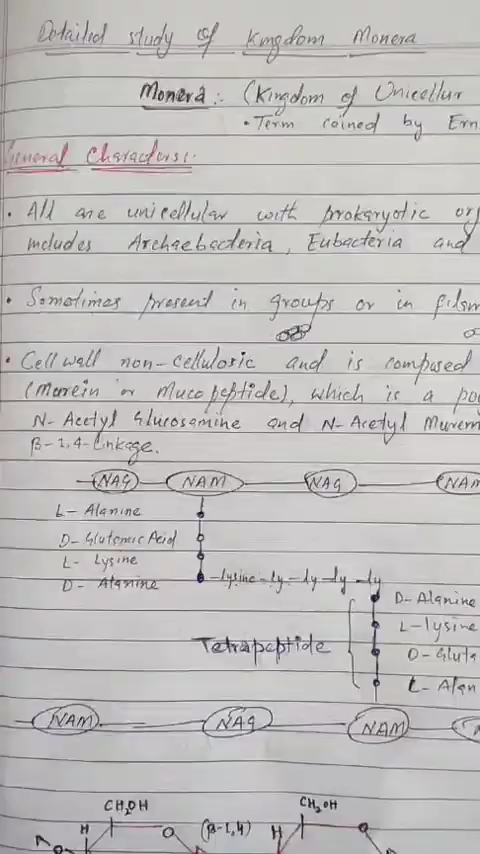 Detailed study of Kingdom Monera
Monera :- (Kingdom of Unicellur
• Term coined by Ern
General Characters:-
• All are unicellular with prokaryotic org
includes Archaebacteria, Eubacteria and
• Sometimes present in groups or in filam
• Cell wall non-cellulosic and is composed
(Murein or Mucopeptide), which is a po
N-Acetyl Glucosamine and N-Acetyl Murem
β-1,4-linkage.
NAG NAM NAG NAM
L- Alanine
D- Glutamic Acid
L- Lysine
D- Alanine -lysine-ly-ly-ly-ly
D- Alanine
Tetrapeptide L-lysine
D-Gluta
L-Alan
NAM NAG NAM
CH₂OH CH₂OH
H O (β-1,4) H O